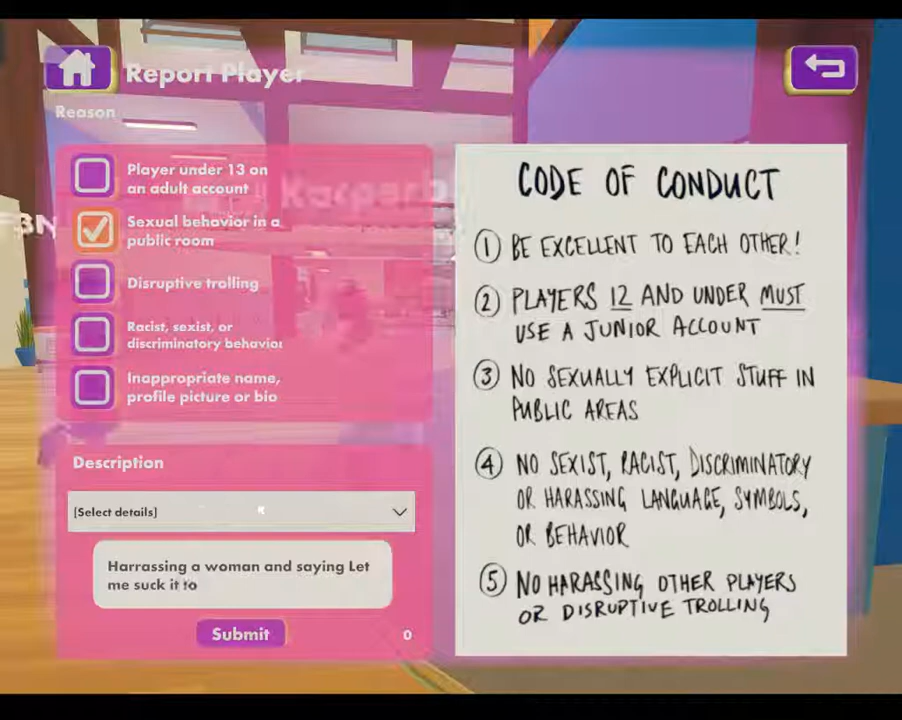 Report Player
Reason
Player under 13 on
an adult account
Sexual behavior in a
public room
Disruptive trolling
Racist, sexist, or
discriminatory behavior
Inappropriate name,
profile picture or bio
Description
[Select details]
Harrassing a woman and saying Let
me suck it to
Submit
0
CODE OF CONDUCT
① BE EXCELLENT TO EACH OTHER!
② PLAYERS 12 AND UNDER MUST
USE A JUNIOR ACCOUNT
③ NO SEXUALLY EXPLICIT STUFF IN
PUBLIC AREAS
④ NO SEXIST, RACIST, DISCRIMINATORY
OR HARASSING LANGUAGE, SYMBOLS,
OR BEHAVIOR
⑤ NO HARASSING OTHER PLAYERS
OR DISRUPTIVE TROLLING